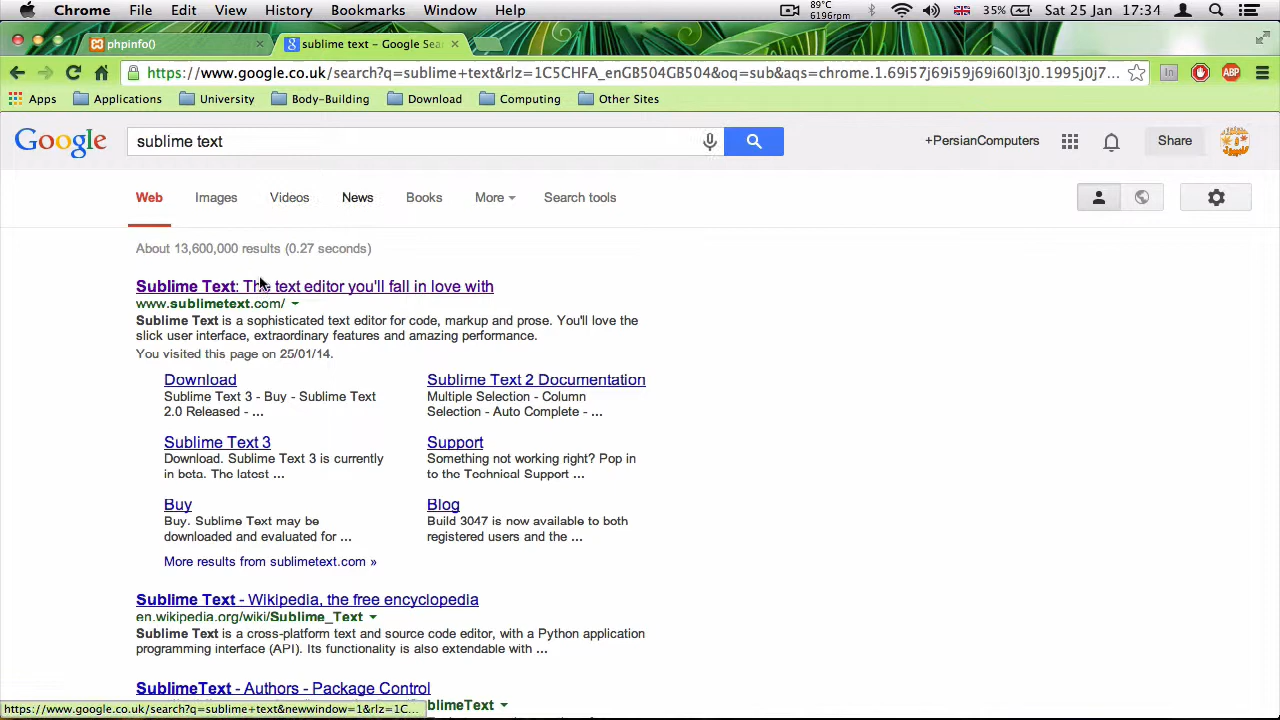 Chrome File Edit View History Bookmarks Window Help 89°C 6196rpm 35% Sat 25 Jan 17:34
phpinfo() sublime text – Google Sea
https://www.google.co.uk/search?q=sublime+text&rlz=1C5CHFA_enGB504GB504&oq=sub&aqs=chrome.1.69i57j69i59j69i60l3j0.1995j0j7... in ABP
Apps Applications University Body-Building Download Computing Other Sites
Google sublime text +PersianComputers Share
Web Images Videos News Books More Search tools
About 13,600,000 results (0.27 seconds)
Sublime Text: The text editor you'll fall in love with
www.sublimetext.com/
Sublime Text is a sophisticated text editor for code, markup and prose. You'll love the
slick user interface, extraordinary features and amazing performance.
You visited this page on 25/01/14.
Download
Sublime Text 3 - Buy - Sublime Text
2.0 Released - ...
Sublime Text 2 Documentation
Multiple Selection - Column
Selection - Auto Complete - ...
Sublime Text 3
Download. Sublime Text 3 is currently
in beta. The latest ...
Support
Something not working right? Pop in
to the Technical Support ...
Buy
Buy. Sublime Text may be
downloaded and evaluated for ...
Blog
Build 3047 is now available to both
registered users and the ...
More results from sublimetext.com »
Sublime Text - Wikipedia, the free encyclopedia
en.wikipedia.org/wiki/Sublime_Text
Sublime Text is a cross-platform text and source code editor, with a Python application
programming interface (API). Its functionality is also extendable with ...
SublimeText - Authors - Package Control
blimeText
https://www.google.co.uk/search?q=sublime+text&newwindow=1&rlz=1C...